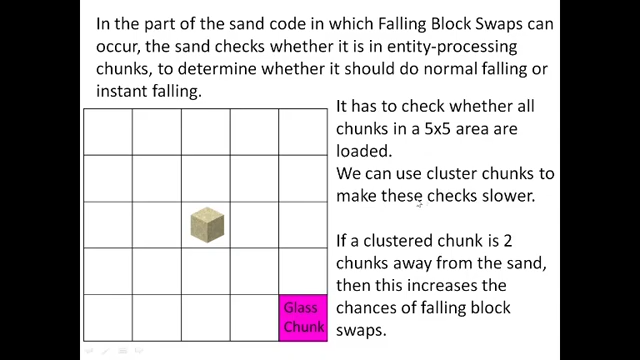 In the part of the sand code in which Falling Block Swaps can
occur, the sand checks whether it is in entity-processing
chunks, to determine whether it should do normal falling or
instant falling.
It has to check whether all
chunks in a 5x5 area are
loaded.
We can use cluster chunks to
make these checks slower.
If a clustered chunk is 2
chunks away from the sand,
then this increases the
chances of falling block
swaps.
Glass
Chunk